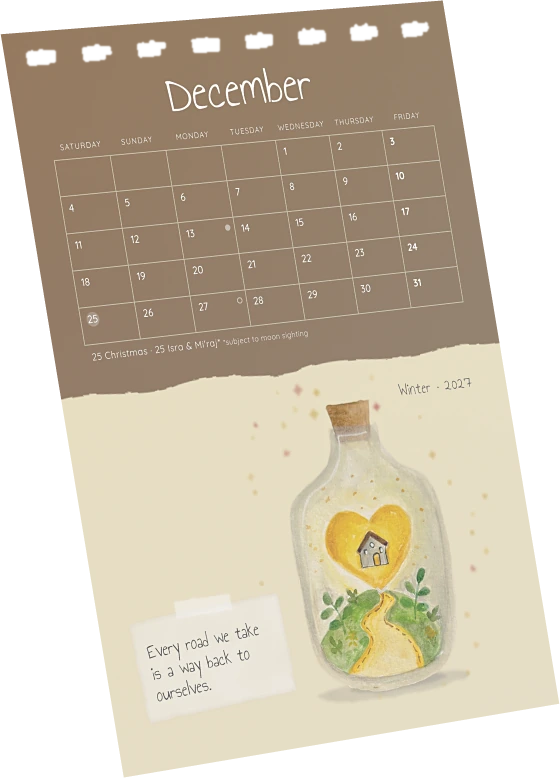 December
SATURDAY SUNDAY MONDAY TUESDAY WEDNESDAY THURSDAY FRIDAY
1 2 3
4 5 6 7 8 9 10
11 12 13 14 15 16 17
18 19 20 21 22 23 24
25 26 27 28 29 30 31
25 Christmas · 25 Isra & Mi'raj* *subject to moon sighting
Winter - 2027
Every road we take
is a way back to
ourselves.